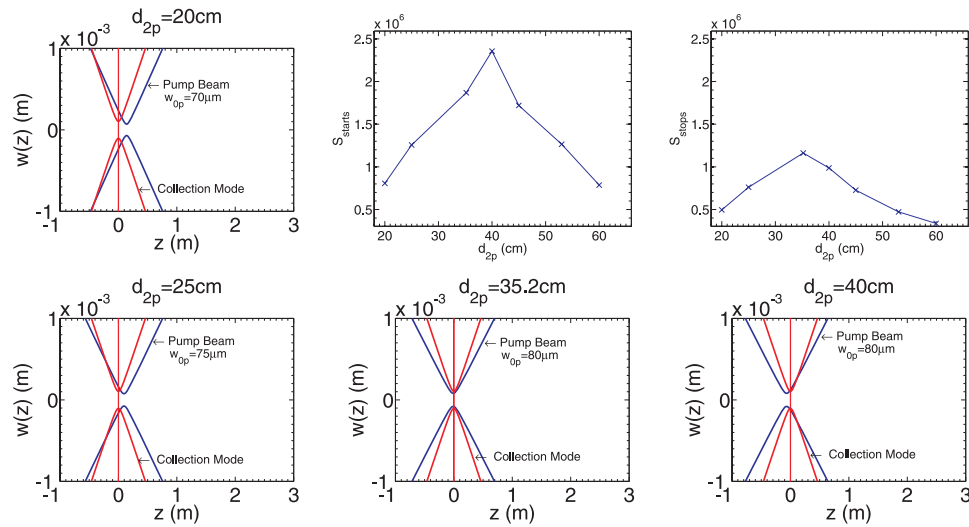 d2p=20cm
x 10⁻³
1
0
-1
w(z) (m)
Pump Beam
w0p=70μm
Collection Mode
-1 0 1 2 3
z (m)
x 10⁶
2.5
2
1.5
1
0.5
Sstarts
20 30 40 50 60
d2p (cm)
x 10⁶
2.5
2
1.5
1
0.5
Sstops
20 30 40 50 60
d2p (cm)
d2p=25cm
x 10⁻³
1
0
-1
w(z) (m)
Pump Beam
w0p=75μm
Collection Mode
-1 0 1 2 3
z (m)
d2p=35.2cm
x 10⁻³
1
0
-1
w(z) (m)
Pump Beam
w0p=80μm
Collection Mode
-1 0 1 2 3
z (m)
d2p=40cm
x 10⁻³
1
0
-1
w(z) (m)
Pump Beam
w0p=80μm
Collection Mode
-1 0 1 2 3
z (m)